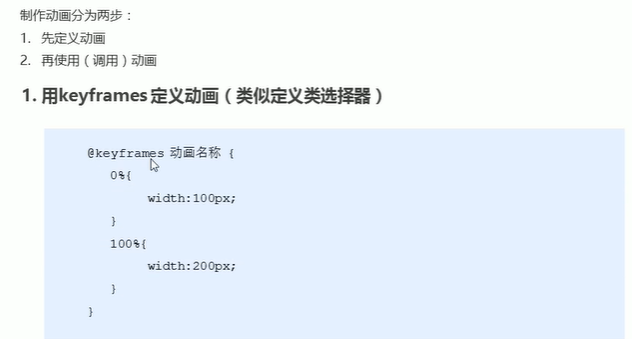 制作动画分为两步：
1. 先定义动画
2. 再使用（调用）动画
1. 用keyframes 定义动画（类似定义类选择器）
@keyframes 动画名称 {
0%{
width:100px;
}
100%{
width:200px;
}
}